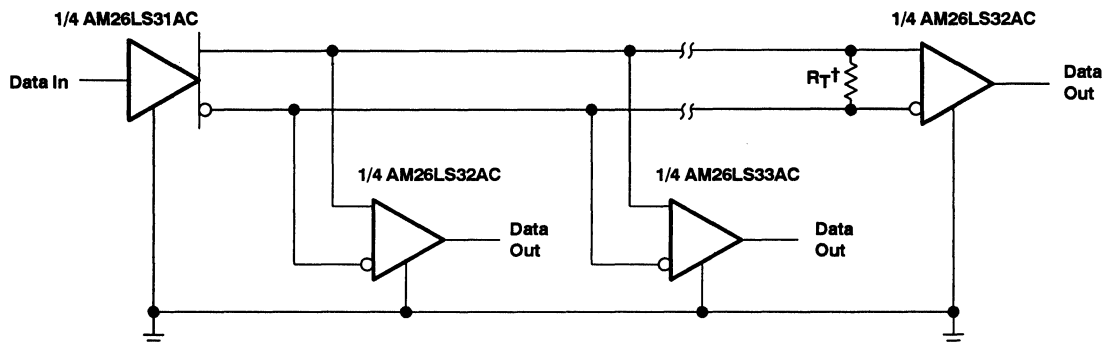 1/4 AM26LS31AC
1/4 AM26LS32AC
Data In
RT†
Data
Out
1/4 AM26LS32AC
1/4 AM26LS33AC
Data
Out
Data
Out